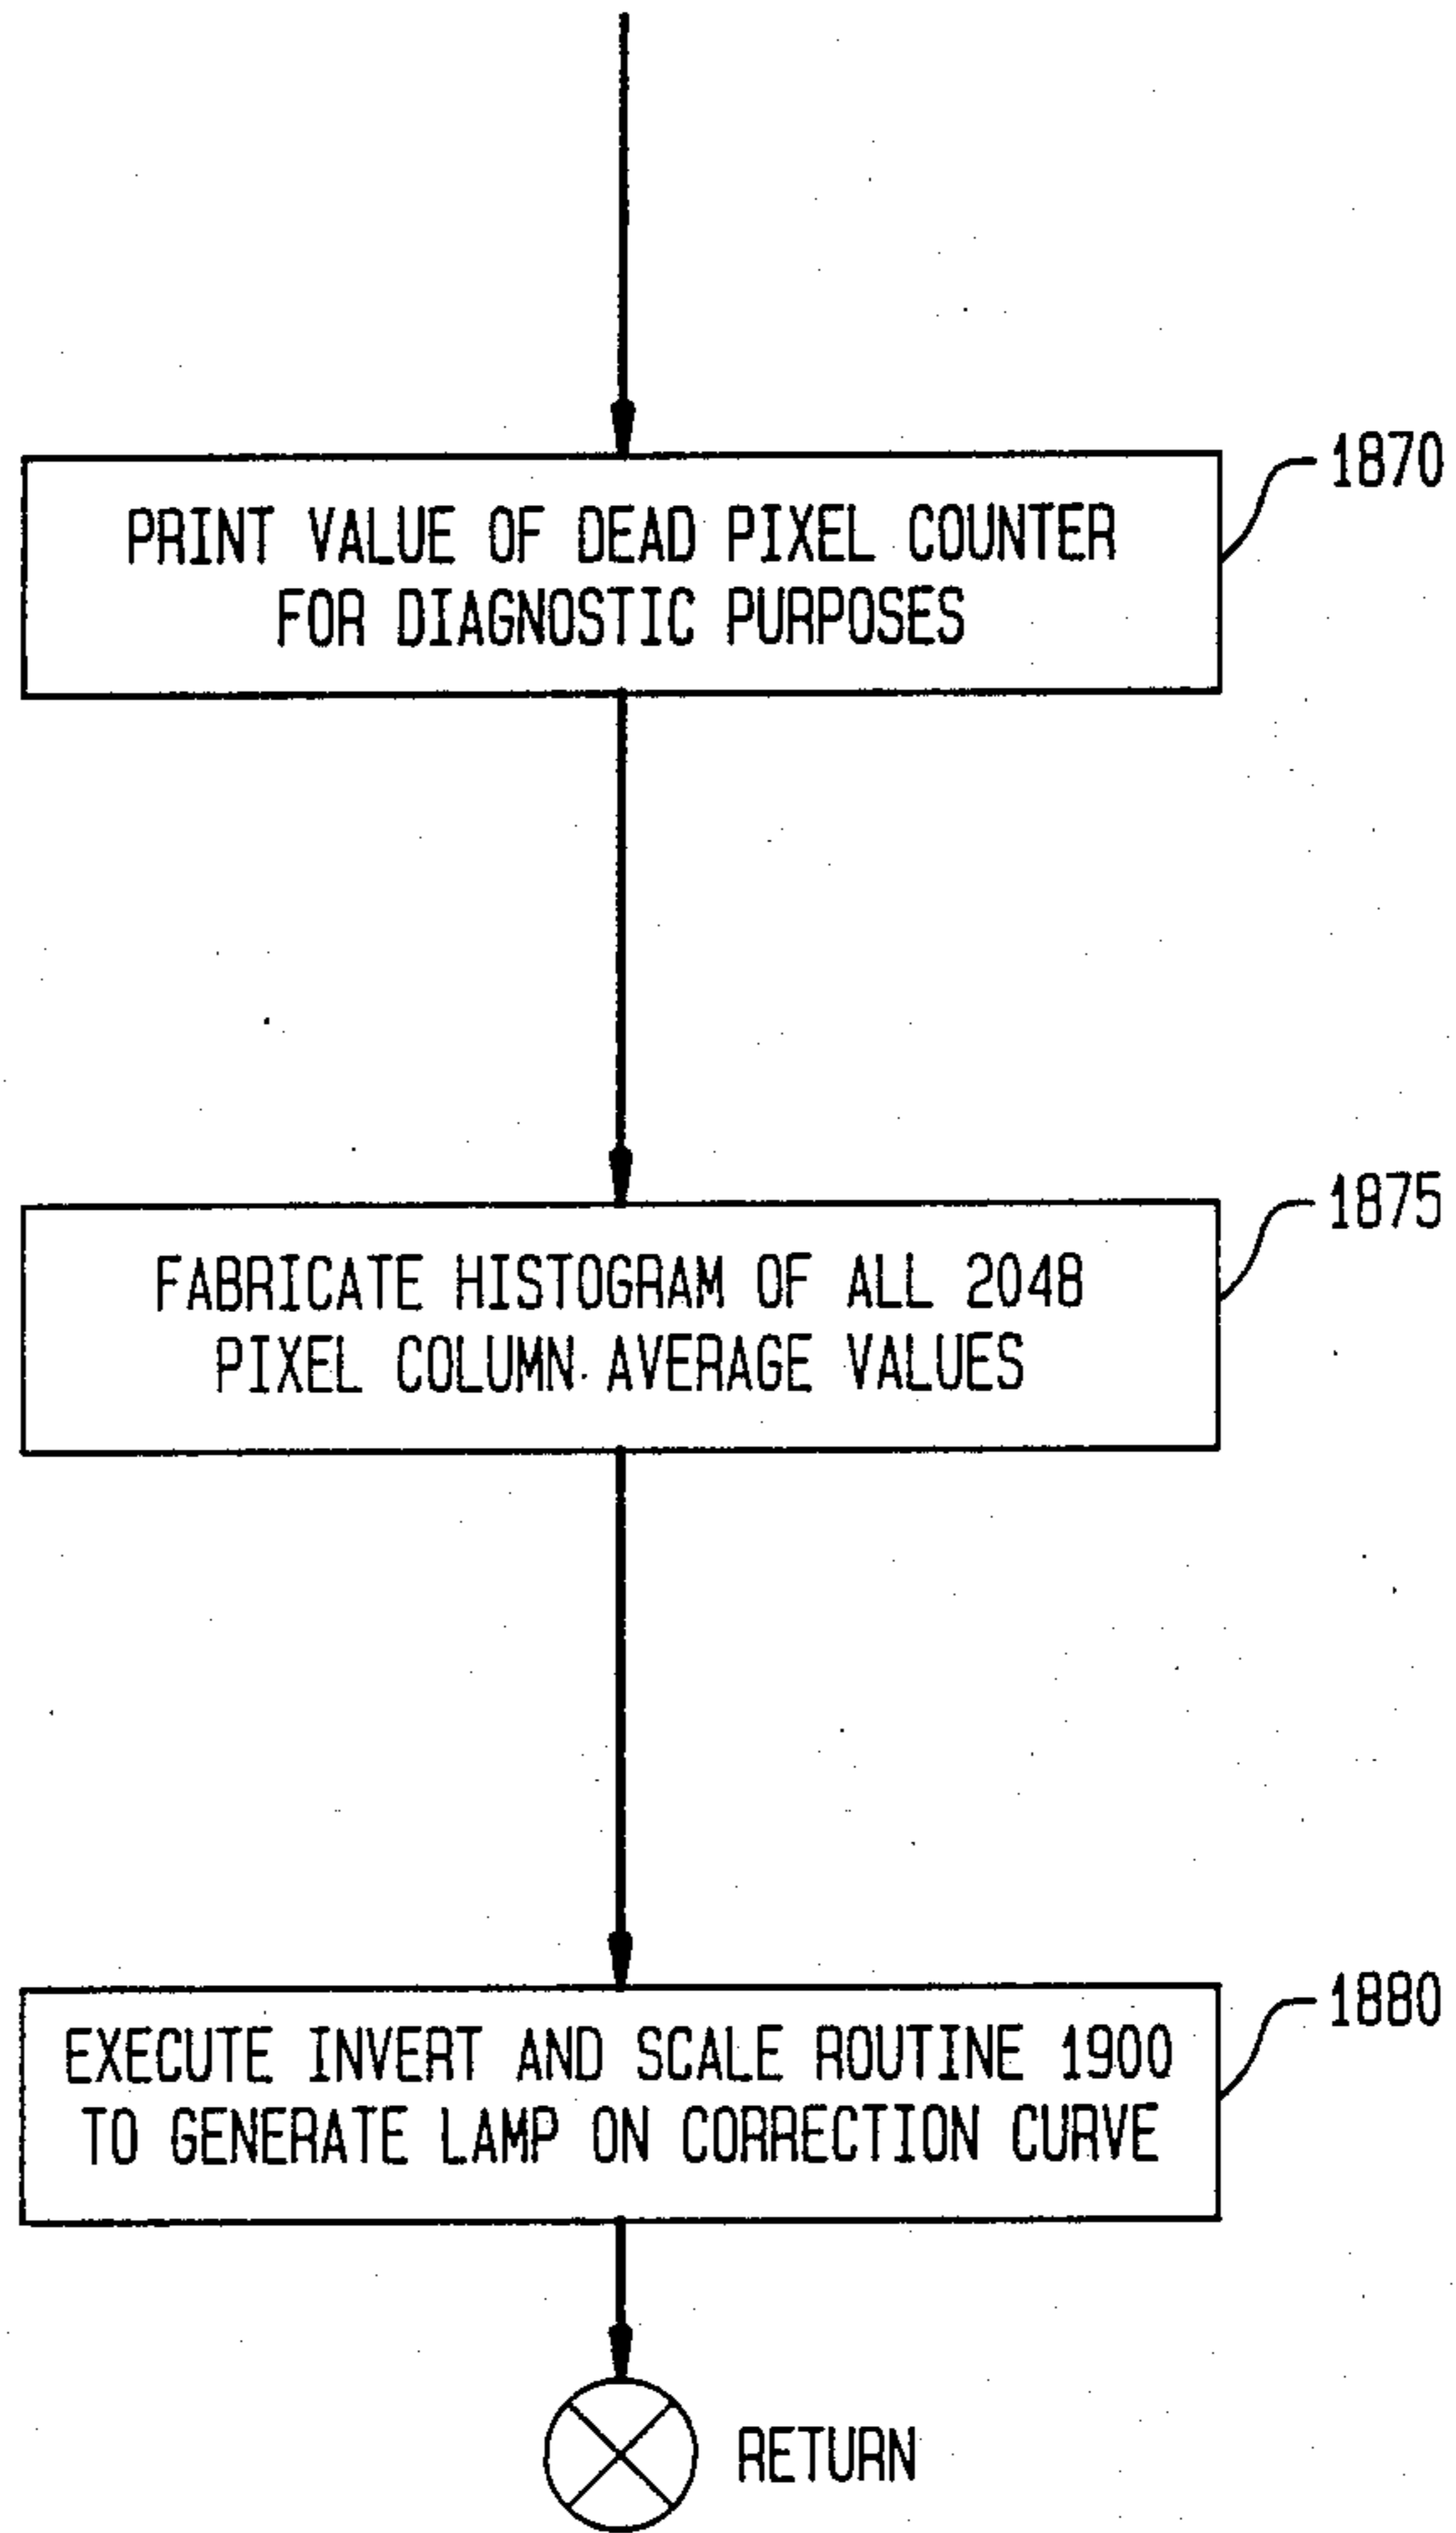 1870
PRINT VALUE OF DEAD PIXEL COUNTER
FOR DIAGNOSTIC PURPOSES
1875
FABRICATE HISTOGRAM OF ALL 2048
PIXEL COLUMN AVERAGE VALUES
1880
EXECUTE INVERT AND SCALE ROUTINE 1900
TO GENERATE LAMP ON CORRECTION CURVE
RETURN